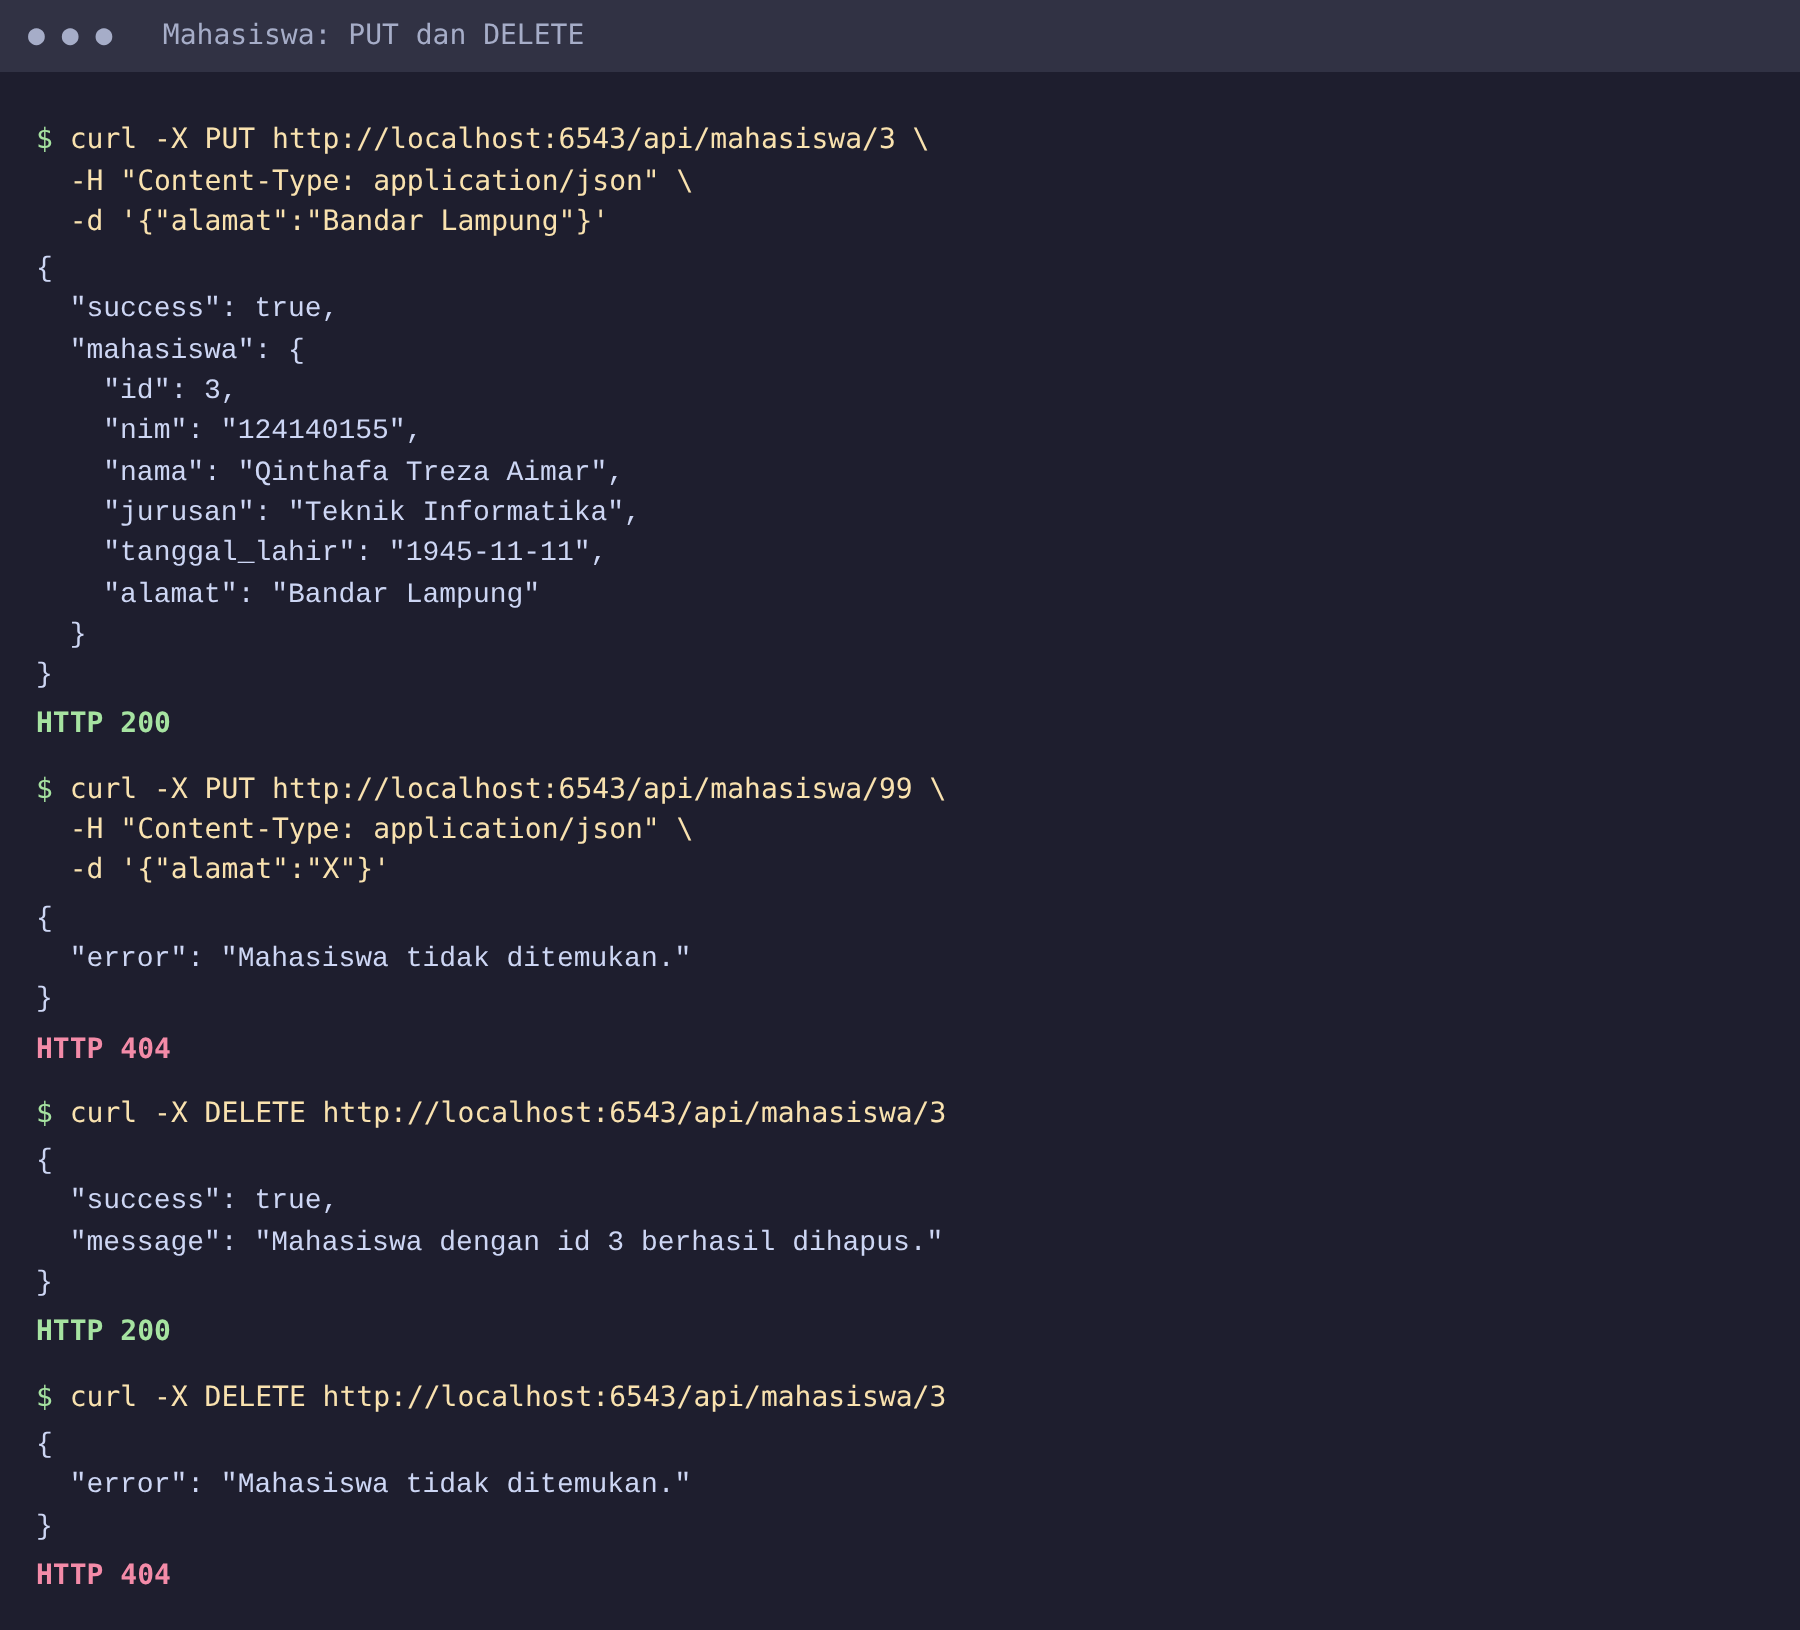 Mahasiswa: PUT dan DELETE
$ curl -X PUT http://localhost:6543/api/mahasiswa/3 \
  -H "Content-Type: application/json" \
  -d '{"alamat":"Bandar Lampung"}'
{
  "success": true,
  "mahasiswa": {
    "id": 3,
    "nim": "124140155",
    "nama": "Qinthafa Treza Aimar",
    "jurusan": "Teknik Informatika",
    "tanggal_lahir": "1945-11-11",
    "alamat": "Bandar Lampung"
  }
}
HTTP 200
$ curl -X PUT http://localhost:6543/api/mahasiswa/99 \
  -H "Content-Type: application/json" \
  -d '{"alamat":"X"}'
{
  "error": "Mahasiswa tidak ditemukan."
}
HTTP 404
$ curl -X DELETE http://localhost:6543/api/mahasiswa/3
{
  "success": true,
  "message": "Mahasiswa dengan id 3 berhasil dihapus."
}
HTTP 200
$ curl -X DELETE http://localhost:6543/api/mahasiswa/3
{
  "error": "Mahasiswa tidak ditemukan."
}
HTTP 404